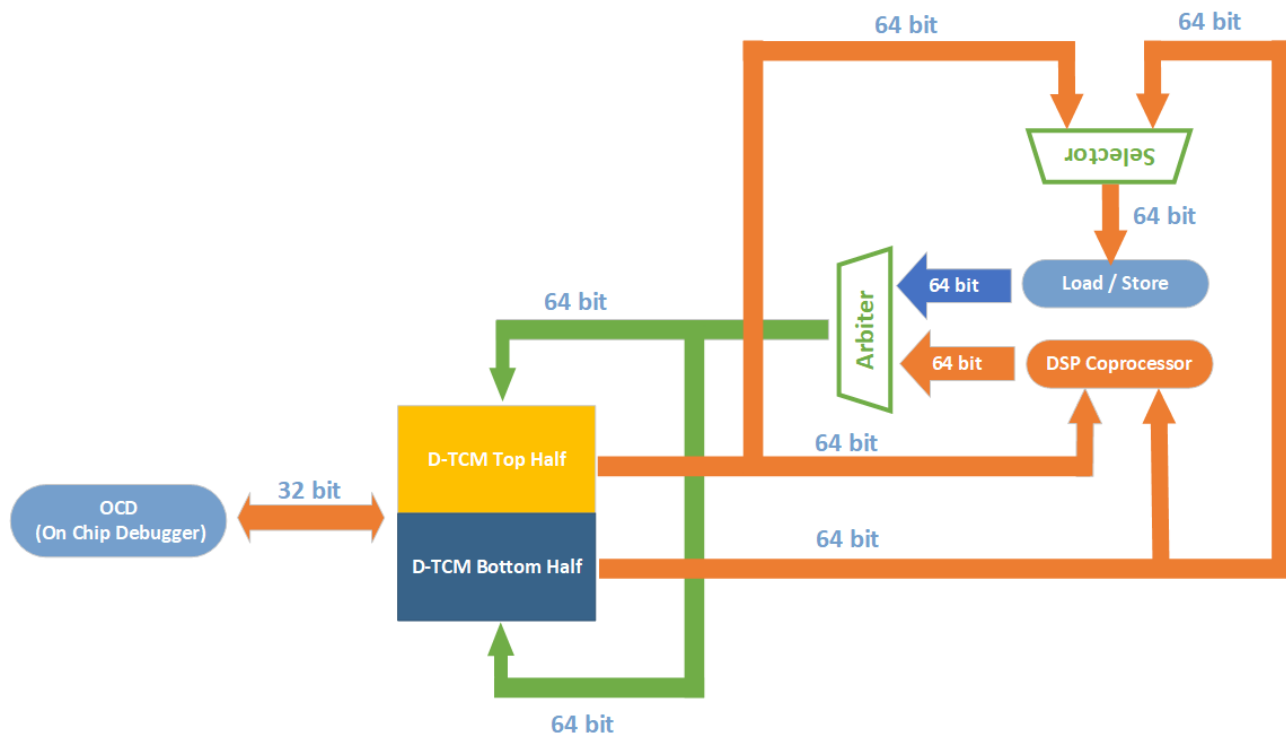 64 bit
64 bit
Selector
64 bit
Load / Store
64 bit
64 bit
Arbiter
DSP Coprocessor
64 bit
D-TCM Top Half
64 bit
32 bit
OCD
(On Chip Debugger)
D-TCM Bottom Half
64 bit
64 bit